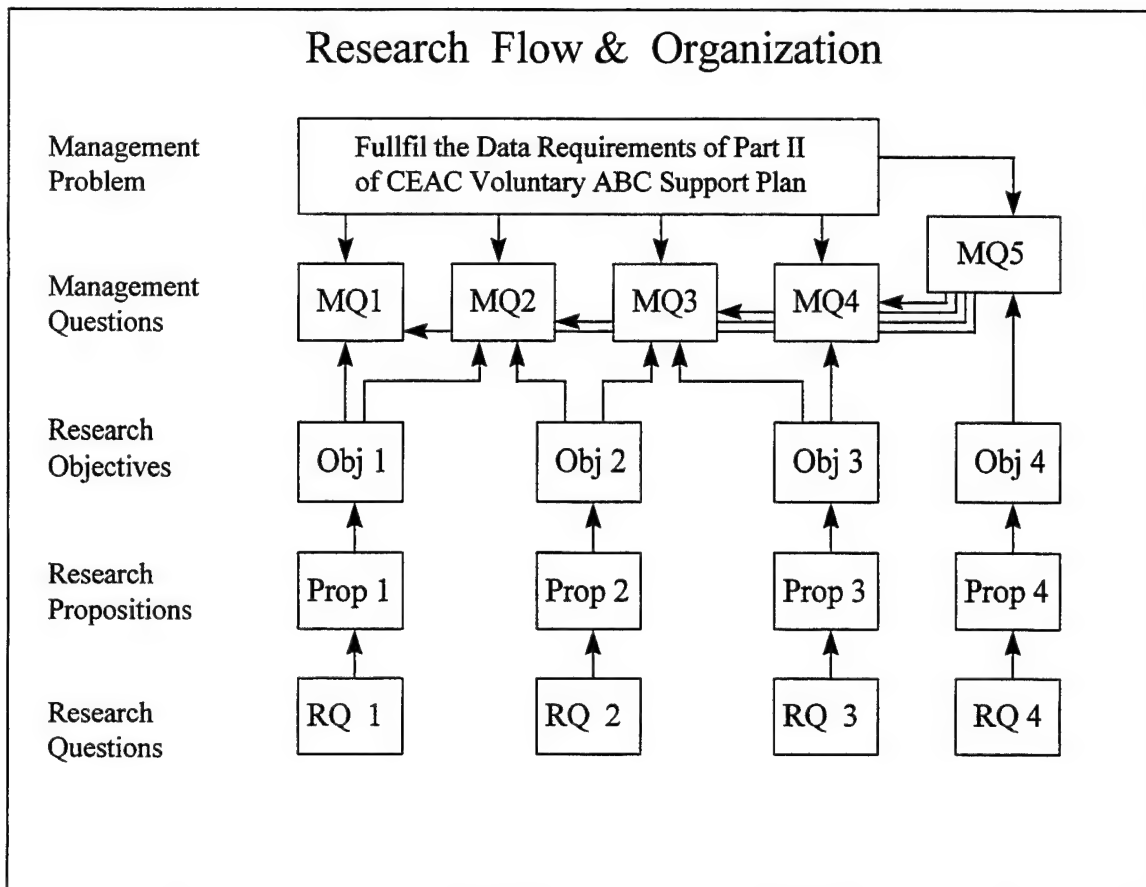 Research Flow & Organization
Management
Problem
Fullfil the Data Requirements of Part II
of CEAC Voluntary ABC Support Plan
Management
Questions
MQ1
MQ2
MQ3
MQ4
MQ5
Research
Objectives
Obj 1
Obj 2
Obj 3
Obj 4
Research
Propositions
Prop 1
Prop 2
Prop 3
Prop 4
Research
Questions
RQ 1
RQ 2
RQ 3
RQ 4